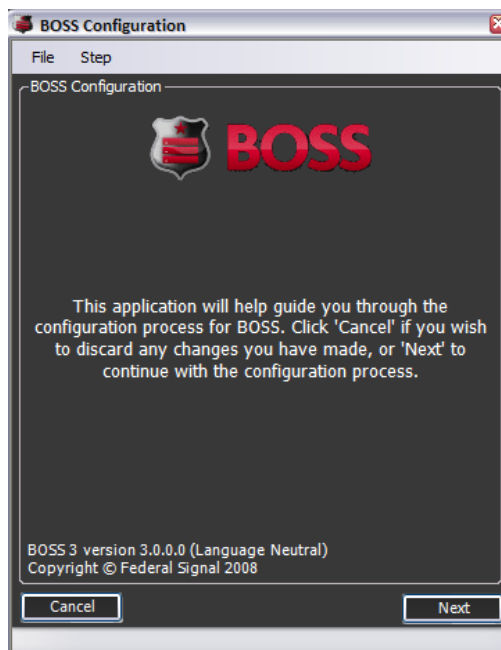 BOSS Configuration
File Step
BOSS Configuration
BOSS
This application will help guide you through the
configuration process for BOSS. Click 'Cancel' if you wish
to discard any changes you have made, or 'Next' to
continue with the configuration process.
BOSS 3 version 3.0.0.0 (Language Neutral)
Copyright © Federal Signal 2008
Cancel Next